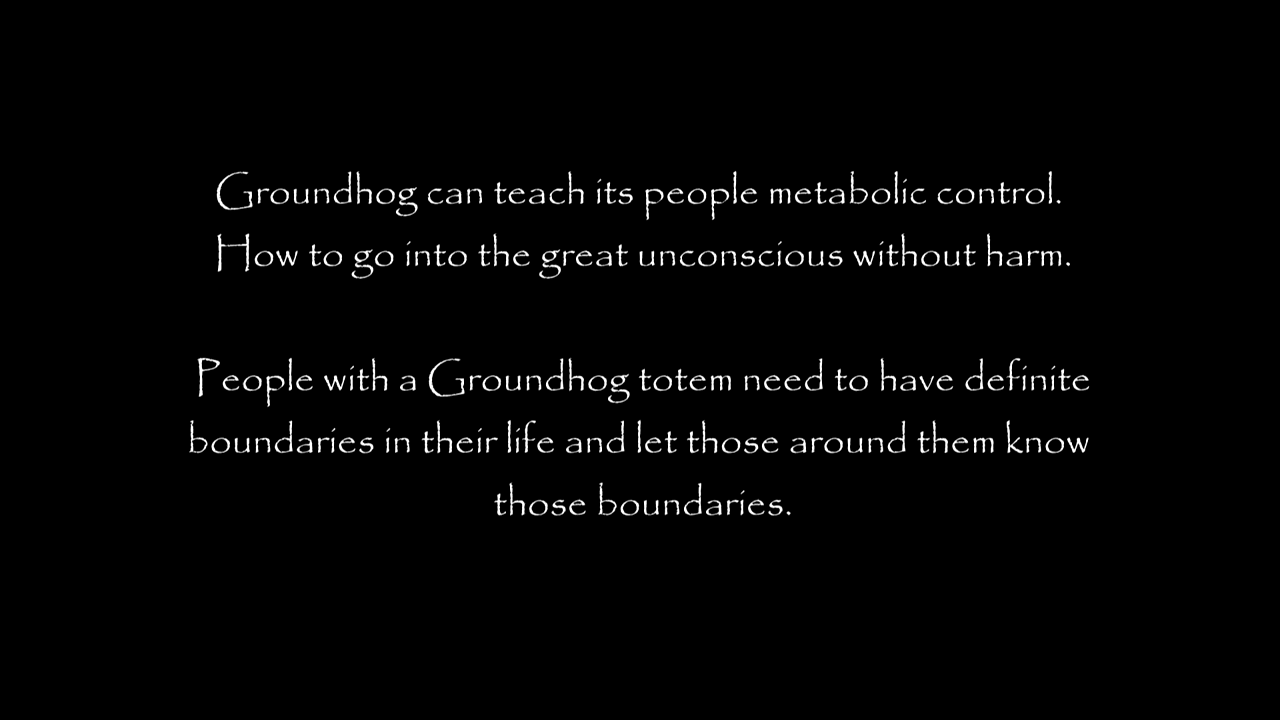 Groundhog can teach its people metabolic control.
How to go into the great unconscious without harm.
People with a Groundhog totem need to have definite
boundaries in their life and let those around them know
those boundaries.